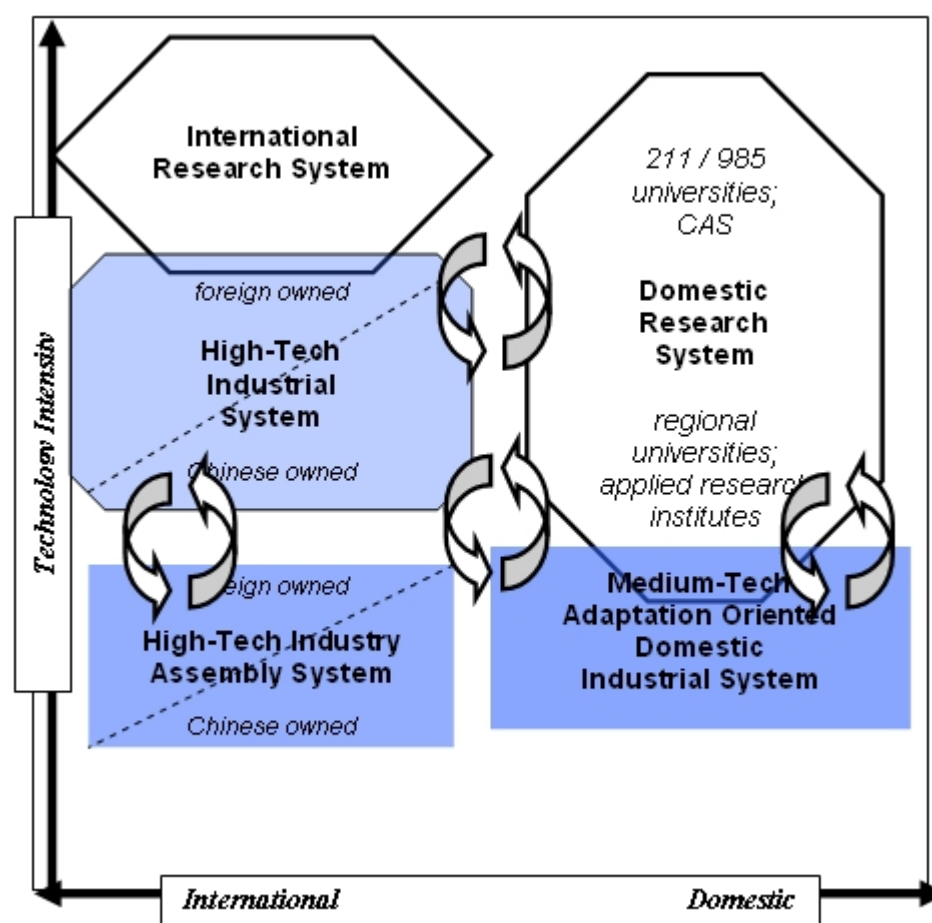 International
Research System
211 / 985
universities;
CAS
foreign owned
High-Tech
Industrial
System
Chinese owned
Domestic
Research
System
regional
universities;
applied research
institutes
Technology Intensity
foreign owned
High-Tech Industry
Assembly System
Chinese owned
Medium-Tech
Adaptation Oriented
Domestic
Industrial System
International
Domestic